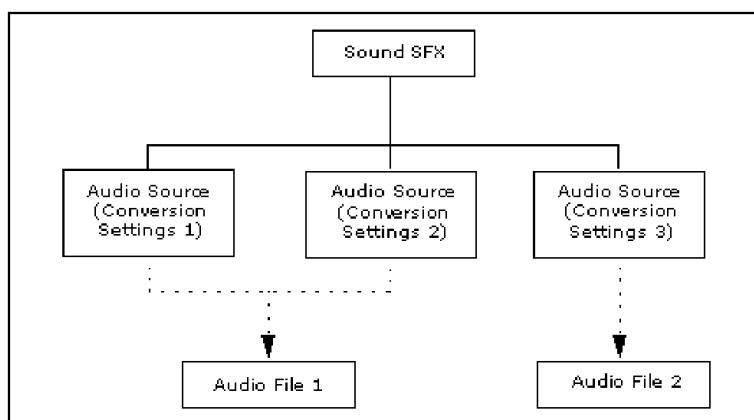 Sound SFX
Audio Source
(Conversion
Settings 1)
Audio Source
(Conversion
Settings 2)
Audio Source
(Conversion
Settings 3)
Audio File 1
Audio File 2